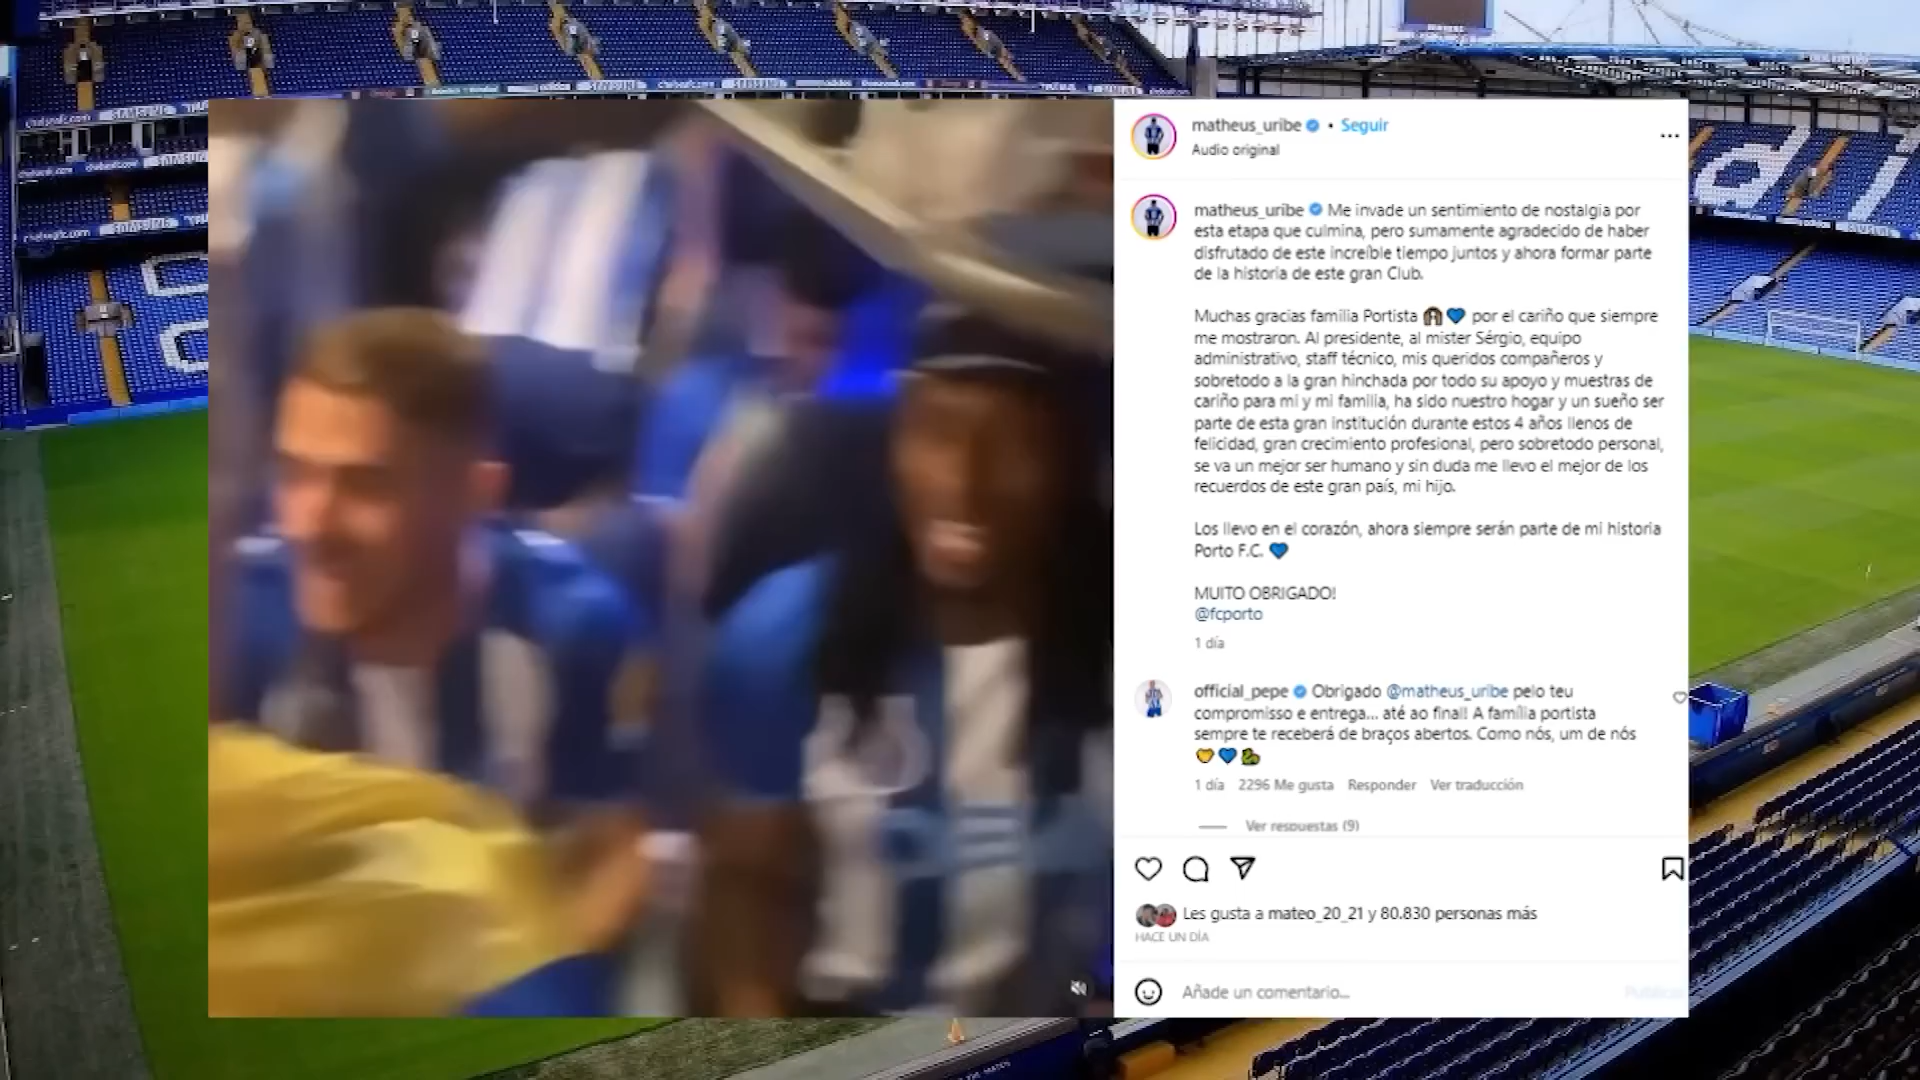 chelseafc.com
SAMSUNG
matheus_uribe • Seguir
Audio original
matheus_uribe Me invade un sentimiento de nostalgia por
esta etapa que culmina, pero sumamente agradecido de haber
disfrutado de este increíble tiempo juntos y ahora formar parte
de la historia de este gran Club.
Muchas gracias familia Portista por el cariño que siempre
me mostraron. Al presidente, al mister Sérgio, equipo
administrativo, staff técnico, mis queridos compañeros y
sobretodo a la gran hinchada por todo su apoyo y muestras de
cariño para mi y mi familia, ha sido nuestro hogar y un sueño ser
parte de esta gran institución durante estos 4 años llenos de
felicidad, gran crecimiento profesional, pero sobretodo personal,
se va un mejor ser humano y sin duda me llevo el mejor de los
recuerdos de este gran país, mi hijo.
Los llevo en el corazón, ahora siempre serán parte de mi historia
Porto F.C.
MUITO OBRIGADO!
@fcporto
1 día
official_pepe Obrigado @matheus_uribe pelo teu
compromisso e entrega... até ao final! A família portista
sempre te receberá de braços abertos. Como nós, um de nós
1 día 2296 Me gusta Responder Ver traducción
Ver respuestas (9)
Les gusta a mateo_20_21 y 80.830 personas más
HACE UN DÍA
Añade un comentario...
Publicar